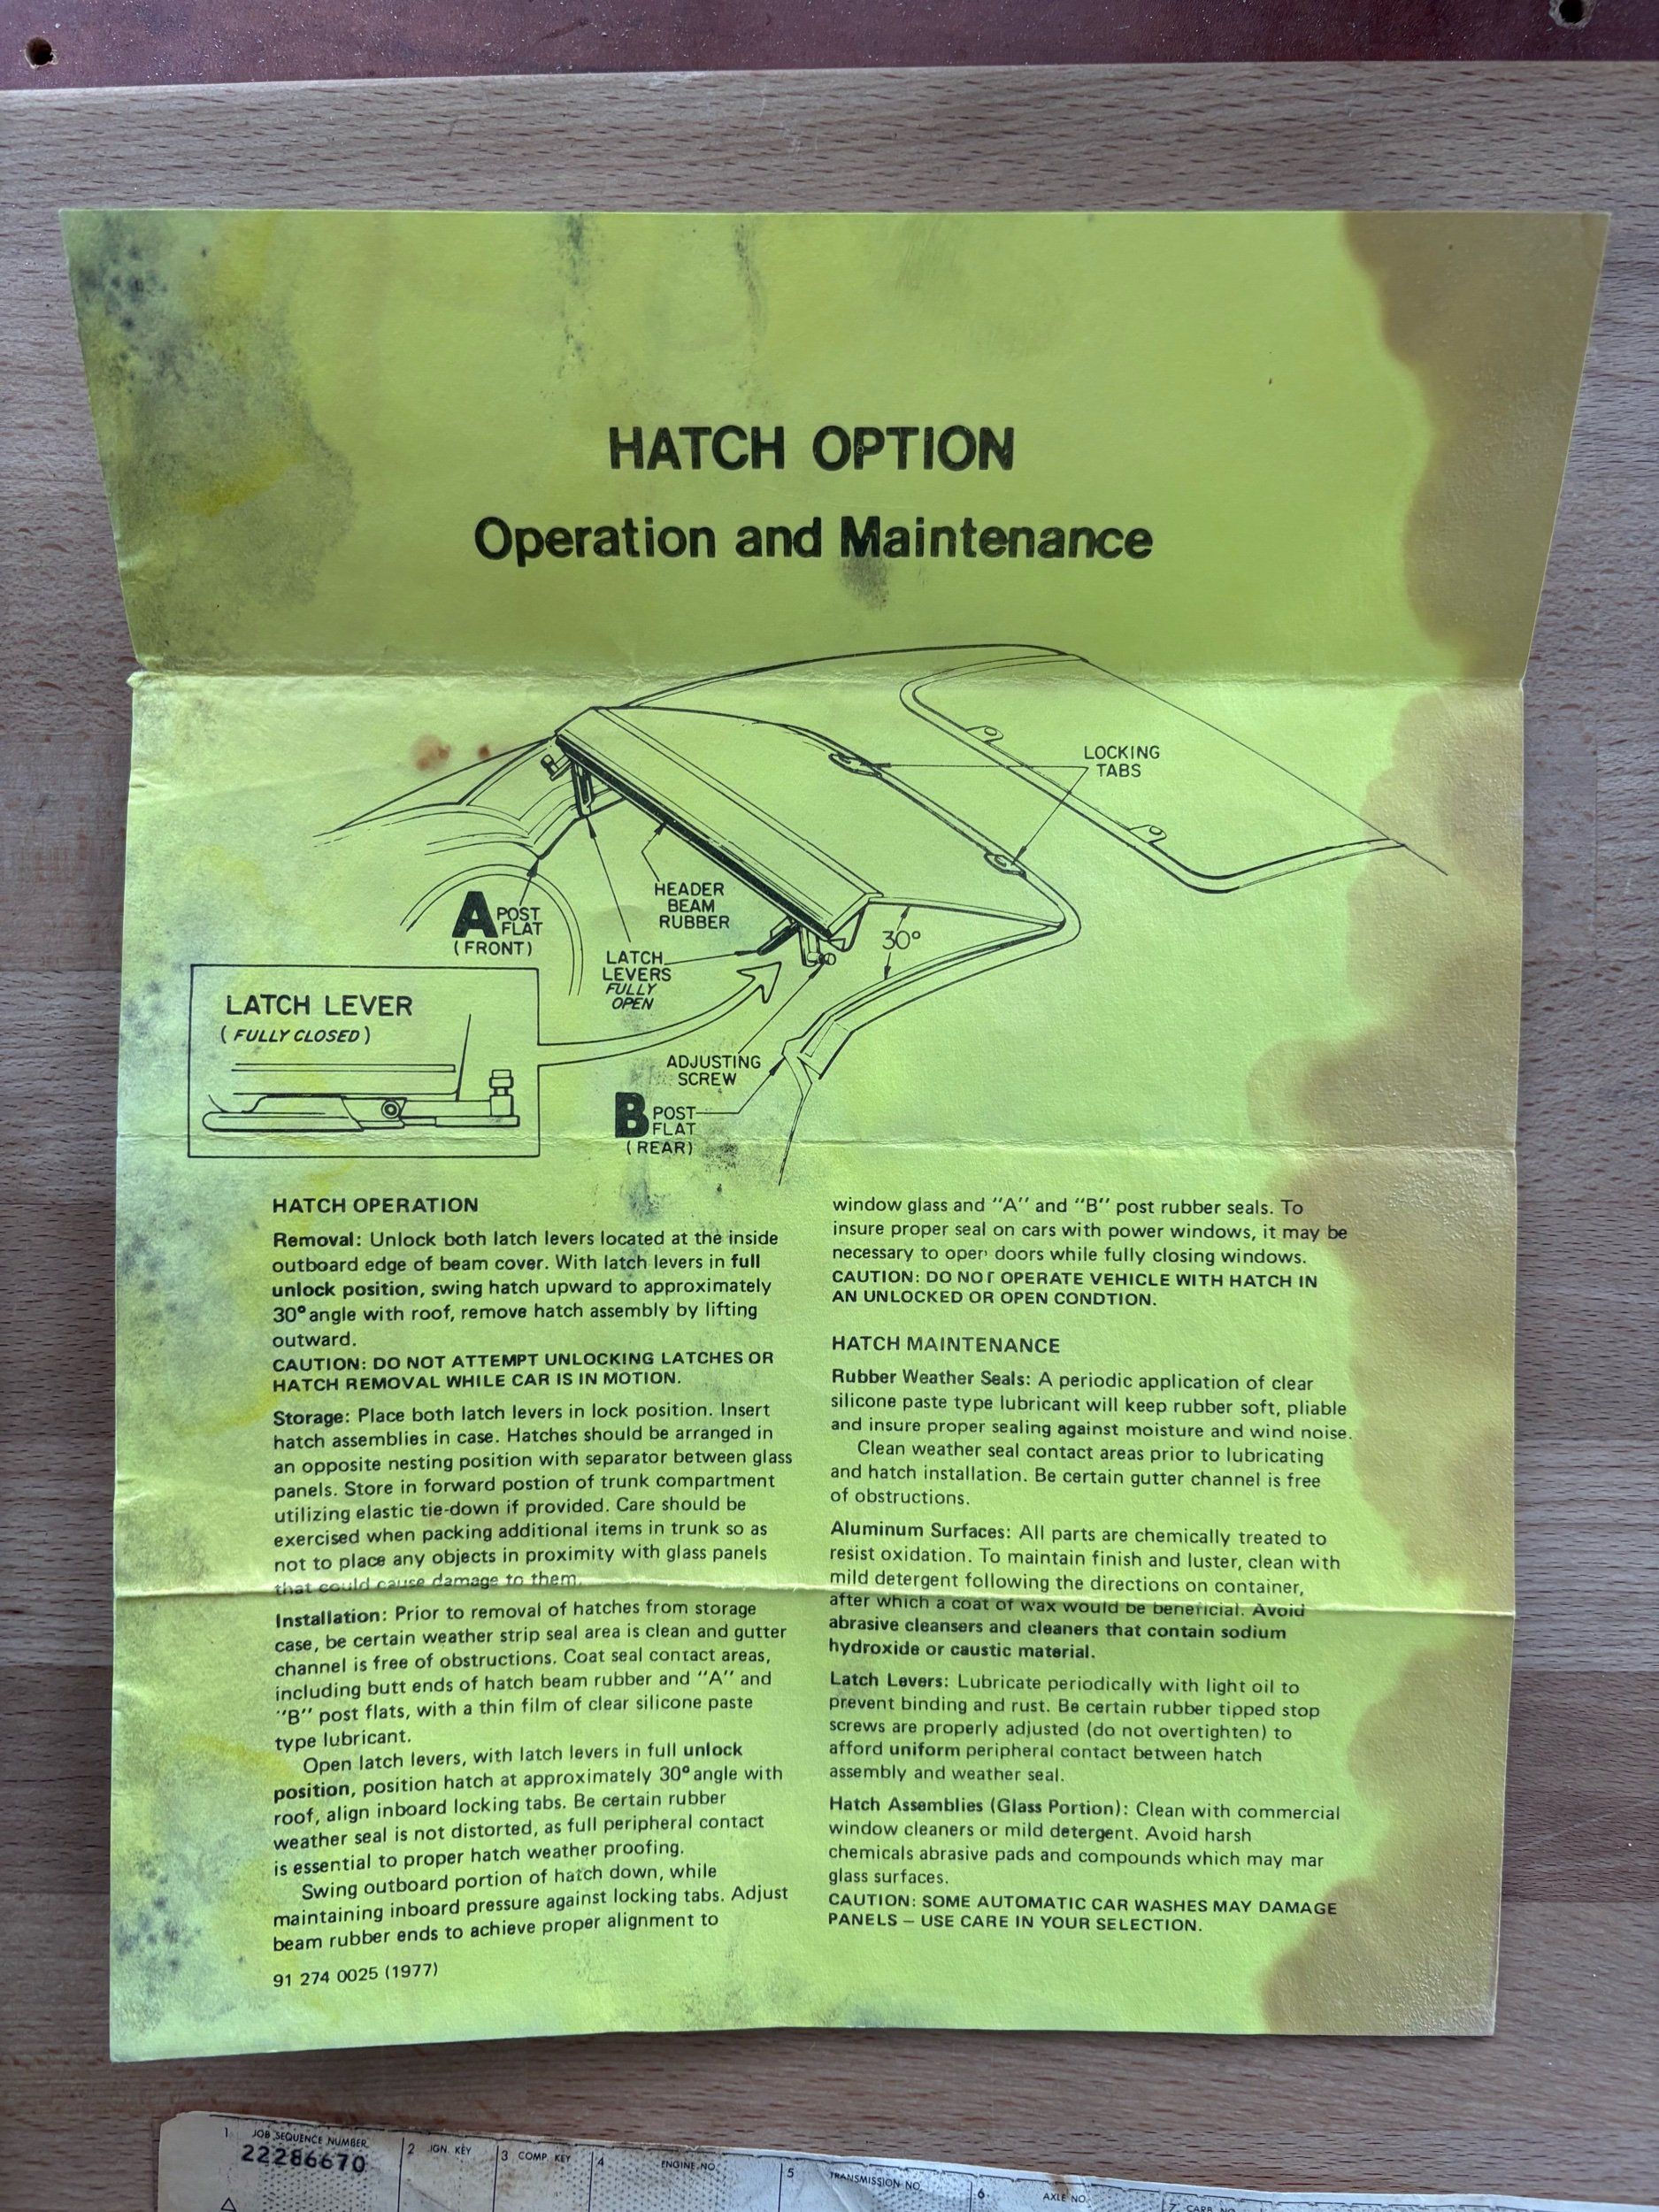 HATCH OPTION
Operation and Maintenance
LOCKING
TABS
HEADER
BEAM
RUBBER
A POST
FLAT
(FRONT)
30°
LATCH
LEVERS
FULLY
OPEN
LATCH LEVER
(FULLY CLOSED)
ADJUSTING
SCREW
B POST
FLAT
(REAR)
HATCH OPERATION
Removal: Unlock both latch levers located at the inside
outboard edge of beam cover. With latch levers in full
unlock position, swing hatch upward to approximately
30° angle with roof, remove hatch assembly by lifting
outward.
CAUTION: DO NOT ATTEMPT UNLOCKING LATCHES OR
HATCH REMOVAL WHILE CAR IS IN MOTION.
Storage: Place both latch levers in lock position. Insert
hatch assemblies in case. Hatches should be arranged in
an opposite nesting position with separator between glass
panels. Store in forward postion of trunk compartment
utilizing elastic tie-down if provided. Care should be
exercised when packing additional items in trunk so as
not to place any objects in proximity with glass panels
that could cause damage to them.
Installation: Prior to removal of hatches from storage
case, be certain weather strip seal area is clean and gutter
channel is free of obstructions. Coat seal contact areas,
including butt ends of hatch beam rubber and "A" and
"B" post flats, with a thin film of clear silicone paste
type lubricant.
Open latch levers, with latch levers in full unlock
position, position hatch at approximately 30° angle with
roof, align inboard locking tabs. Be certain rubber
weather seal is not distorted, as full peripheral contact
is essential to proper hatch weather proofing.
Swing outboard portion of hatch down, while
maintaining inboard pressure against locking tabs. Adjust
beam rubber ends to achieve proper alignment to
91 274 0025 (1977)
window glass and "A" and "B" post rubber seals. To
insure proper seal on cars with power windows, it may be
necessary to open doors while fully closing windows.
CAUTION: DO NOT OPERATE VEHICLE WITH HATCH IN
AN UNLOCKED OR OPEN CONDTION.
HATCH MAINTENANCE
Rubber Weather Seals: A periodic application of clear
silicone paste type lubricant will keep rubber soft, pliable
and insure proper sealing against moisture and wind noise.
Clean weather seal contact areas prior to lubricating
and hatch installation. Be certain gutter channel is free
of obstructions.
Aluminum Surfaces: All parts are chemically treated to
resist oxidation. To maintain finish and luster, clean with
mild detergent following the directions on container,
after which a coat of wax would be beneficial. Avoid
abrasive cleansers and cleaners that contain sodium
hydroxide or caustic material.
Latch Levers: Lubricate periodically with light oil to
prevent binding and rust. Be certain rubber tipped stop
screws are properly adjusted (do not overtighten) to
afford uniform peripheral contact between hatch
assembly and weather seal.
Hatch Assemblies (Glass Portion): Clean with commercial
window cleaners or mild detergent. Avoid harsh
chemicals abrasive pads and compounds which may mar
glass surfaces.
CAUTION: SOME AUTOMATIC CAR WASHES MAY DAMAGE
PANELS – USE CARE IN YOUR SELECTION.
1 JOB SEQUENCE NUMBER
22286670
2 IGN. KEY
3 COMP KEY
4 ENGINE NO.
5 TRANSMISSION NO.
6 AXLE NO.
7 CARB NO.